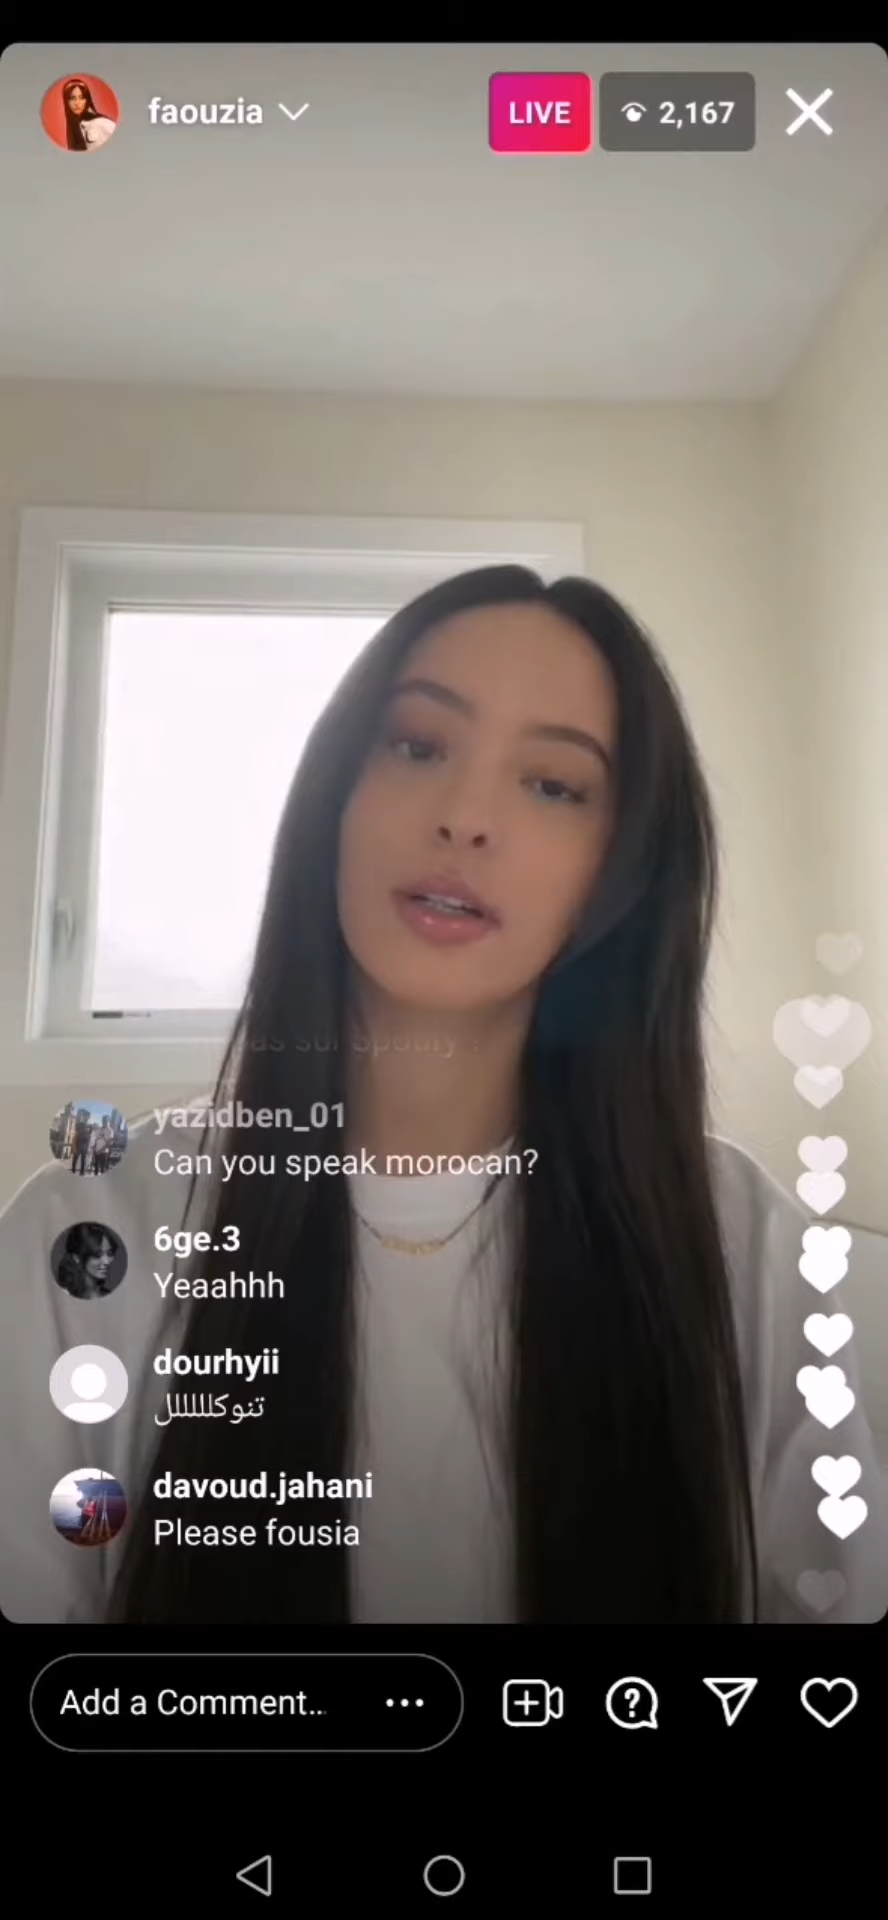 faouzia
LIVE
2,167
yazidben_01
Can you speak morocan?
6ge.3
Yeaahhh
dourhyii
تنوكللللل
davoud.jahani
Please fousia
Add a Comment...